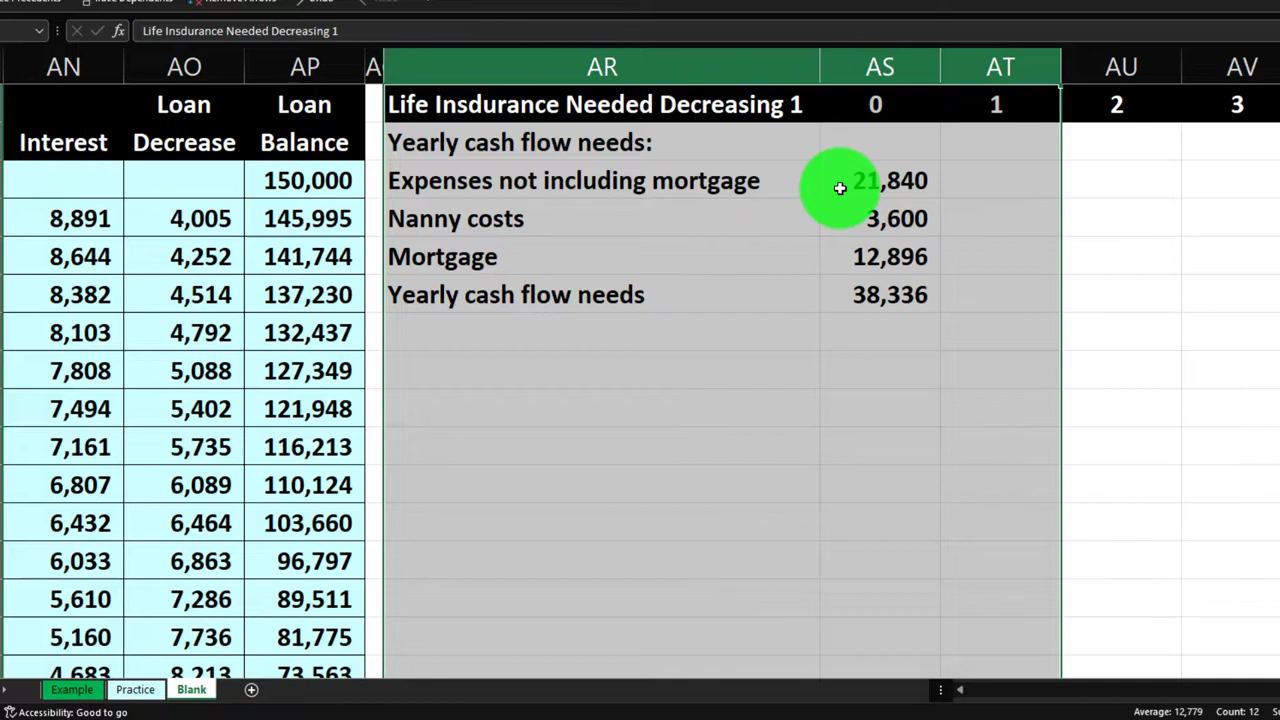 Life Insdurance Needed Decreasing 1
AN AO AP AR AS AT AU AV
Loan Loan Life Insdurance Needed Decreasing 1 0 1 2 3
Interest Decrease Balance Yearly cash flow needs:
150,000 Expenses not including mortgage 21,840
8,891 4,005 145,995 Nanny costs 3,600
8,644 4,252 141,744 Mortgage 12,896
8,382 4,514 137,230 Yearly cash flow needs 38,336
8,103 4,792 132,437
7,808 5,088 127,349
7,494 5,402 121,948
7,161 5,735 116,213
6,807 6,089 110,124
6,432 6,464 103,660
6,033 6,863 96,797
5,610 7,286 89,511
5,160 7,736 81,775
4,683 8,213 73,563
Example Practice Blank
Accessibility: Good to go Average: 12,779 Count: 12